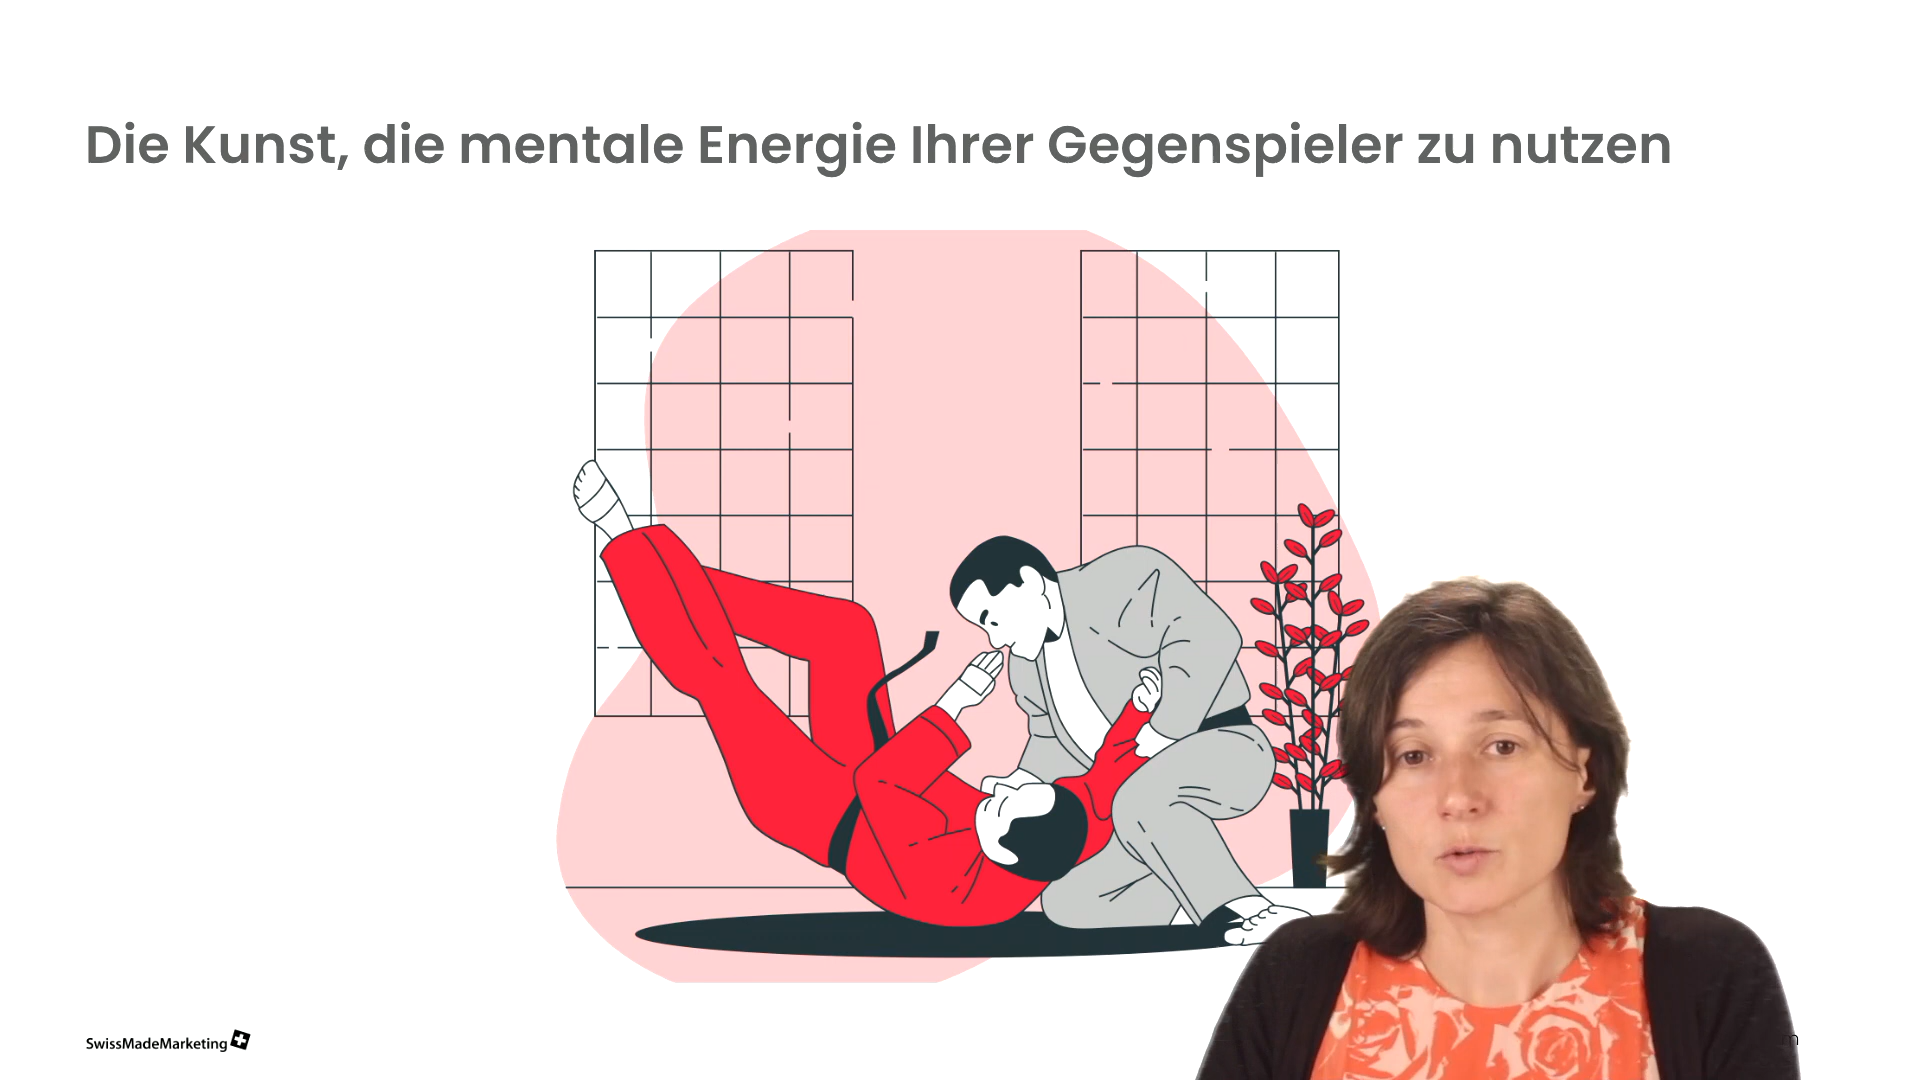 Die Kunst, die mentale Energie Ihrer Gegenspieler zu nutzen
SwissMadeMarketing